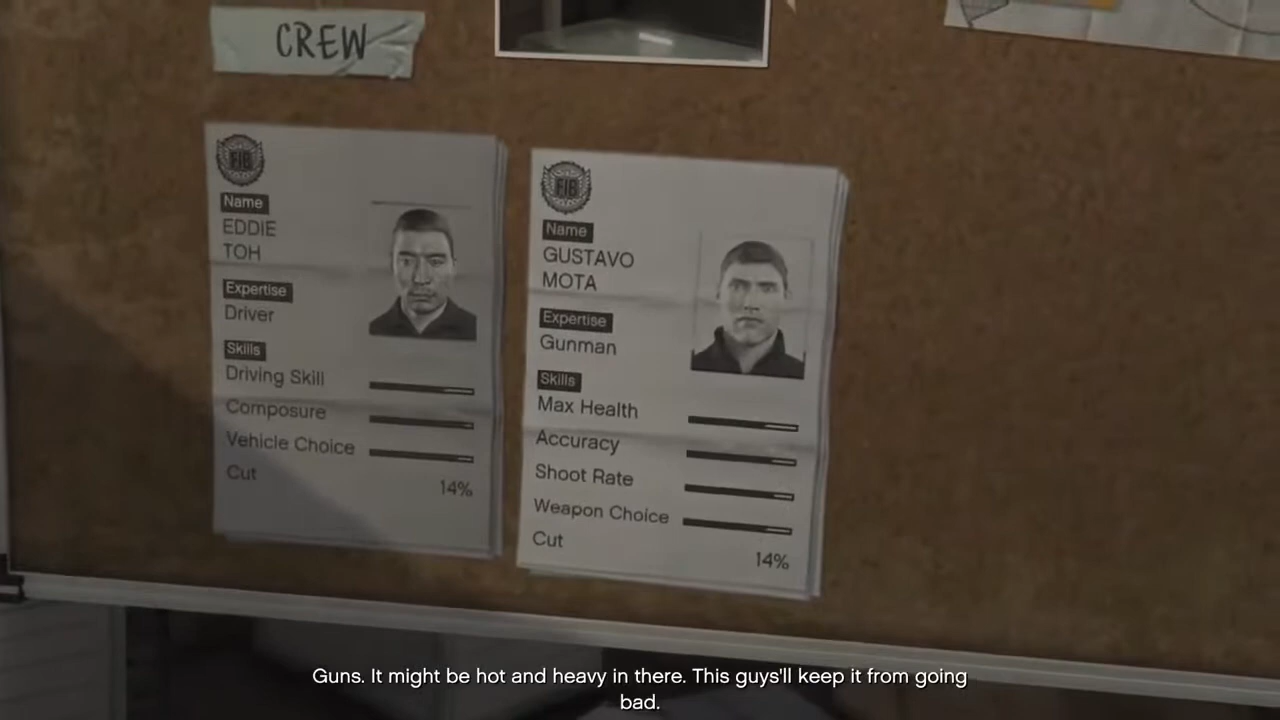 CREW
FIB
Name
EDDIE
TOH
Expertise
Driver
Skills
Driving Skill
Composure
Vehicle Choice
Cut
14%
FIB
Name
GUSTAVO
MOTA
Expertise
Gunman
Skills
Max Health
Accuracy
Shoot Rate
Weapon Choice
Cut
14%
Guns. It might be hot and heavy in there. This guys'll keep it from going
bad.